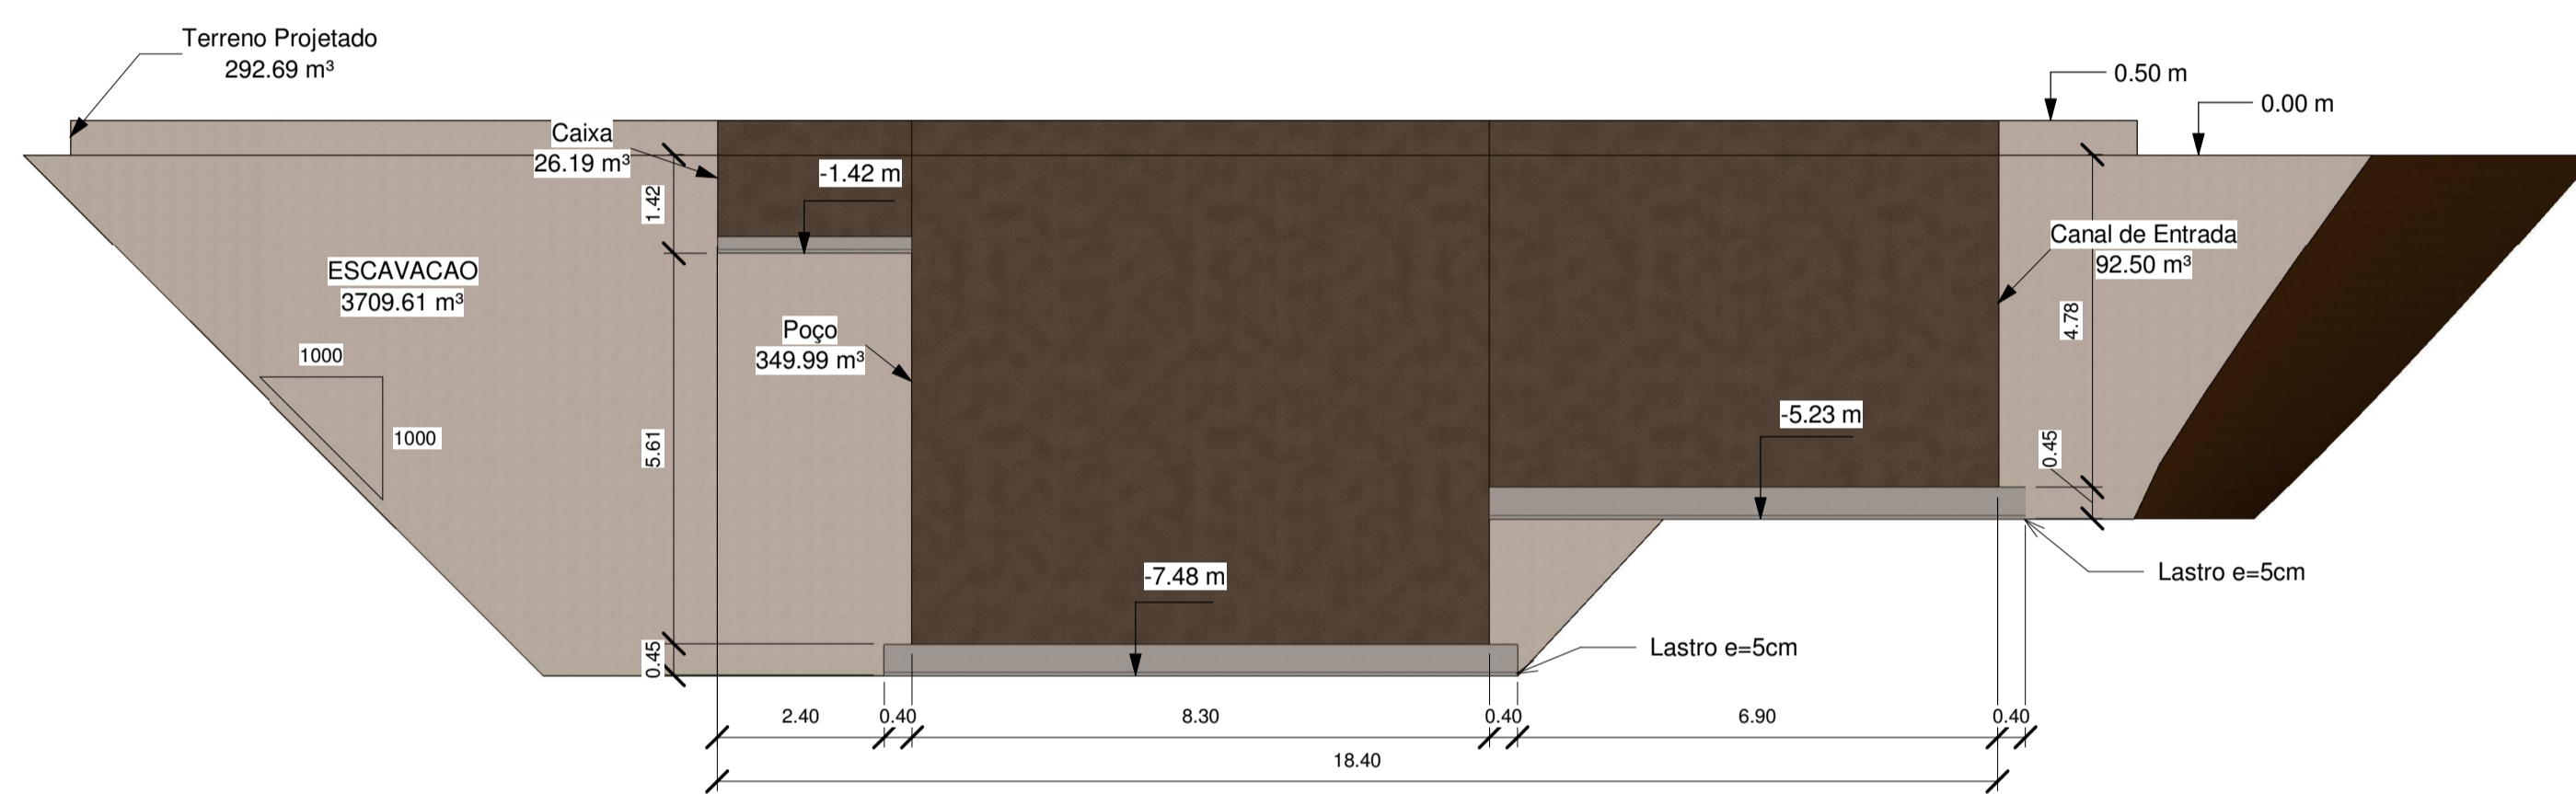 Terreno Projetado
292.69 m³
0.50 m
0.00 m
Caixa
26.19 m³
-1.42 m
1.42
Canal de Entrada
92.50 m³
ESCAVACAO
3709.61 m³
Poço
349.99 m³
4.78
1000
1000
-5.23 m
5.61
0.45
-7.48 m
Lastro e=5cm
Lastro e=5cm
0.45
2.40
0.40
8.30
0.40
6.90
0.40
18.40